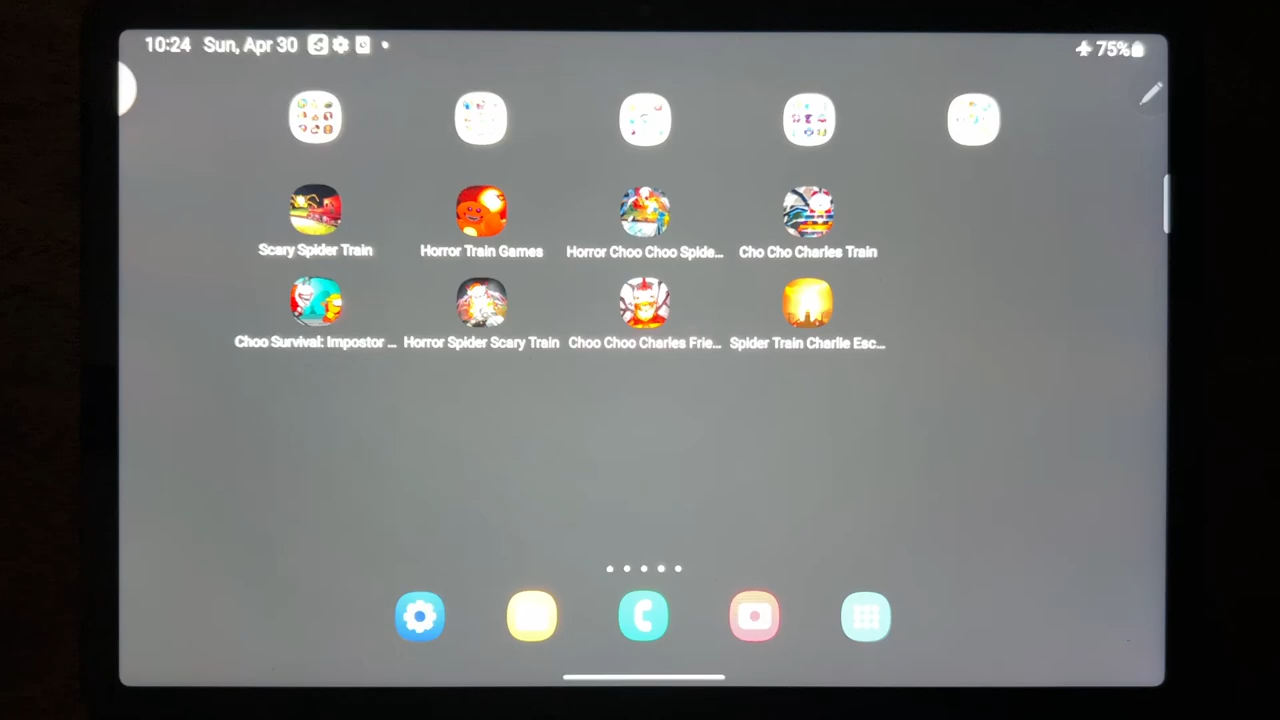 10:24 Sun, Apr 30
75%
Scary Spider Train
Horror Train Games
Horror Choo Choo Spide...
Cho Cho Charles Train
Choo Survival: Impostor ...
Horror Spider Scary Train
Choo Choo Charles Frie...
Spider Train Charlie Esc...